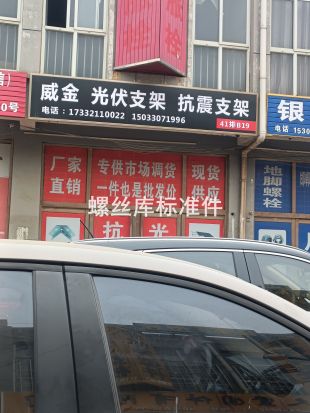 威金 光伏支架 抗震支架
电话：17332110022 15033071996
41排B19
信）
0号
银
电话：1530
厂家直销
专供市场调货
一件也是批发价
现货供应
抗
光
地脚螺栓
螺丝库标准件